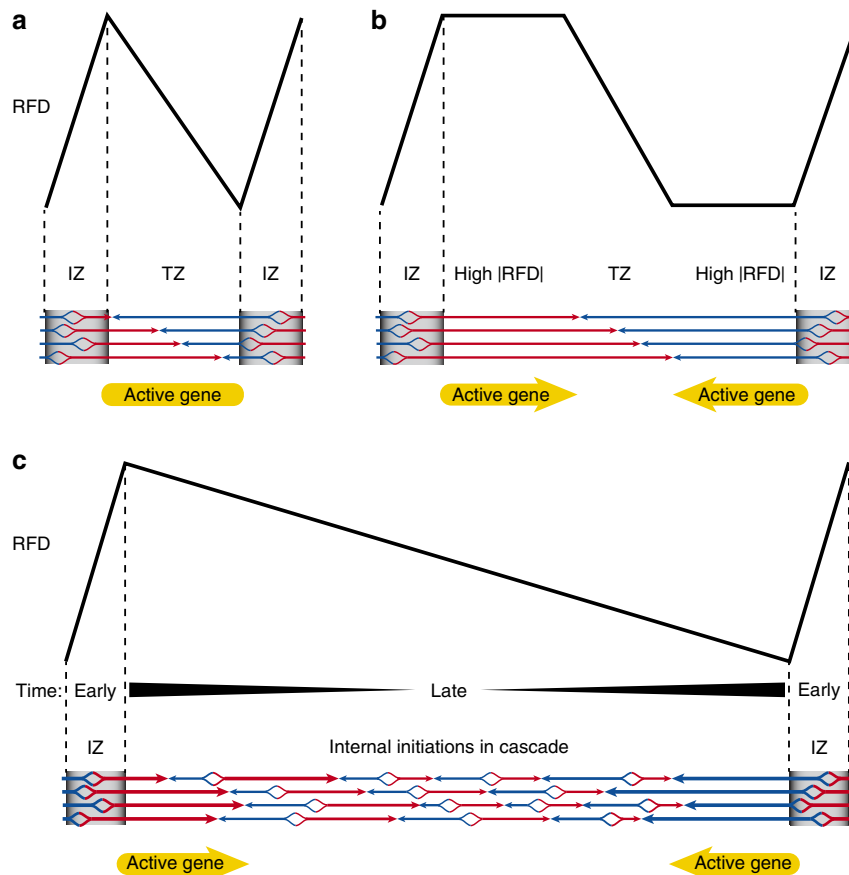 a
b
RFD
IZ TZ IZ
IZ High |RFD| TZ High |RFD| IZ
Active gene
Active gene Active gene
c
RFD
Time: Early Late Early
IZ Internal initiations in cascade IZ
Active gene Active gene